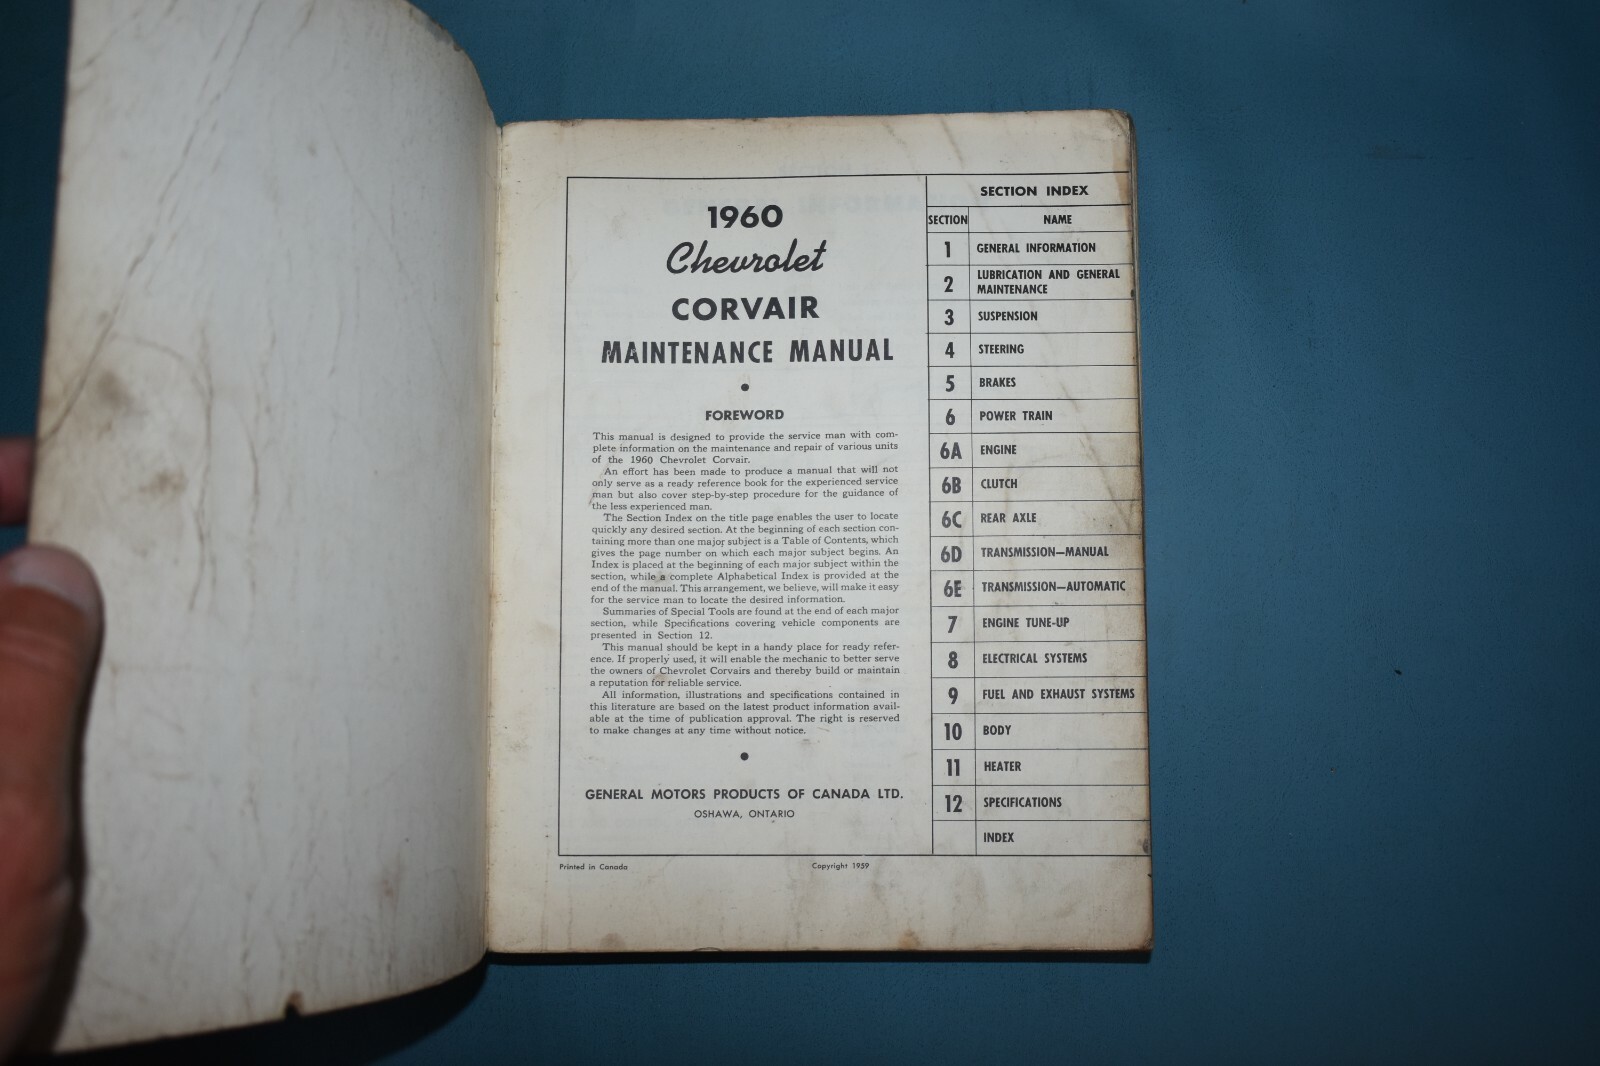 1960
Chevrolet
CORVAIR
MAINTENANCE MANUAL
•
FOREWORD
This manual is designed to provide the service man with com-
plete information on the maintenance and repair of various units
of the 1960 Chevrolet Corvair.
An effort has been made to produce a manual that will not
only serve as a ready reference book for the experienced service
man but also cover step-by-step procedure for the guidance of
the less experienced man.
The Section Index on the title page enables the user to locate
quickly any desired section. At the beginning of each section con-
taining more than one major subject is a Table of Contents, which
gives the page number on which each major subject begins. An
Index is placed at the beginning of each major subject within the
section, while a complete Alphabetical Index is provided at the
end of the manual. This arrangement, we believe, will make it easy
for the service man to locate the desired information.
Summaries of Special Tools are found at the end of each major
section, while Specifications covering vehicle components are
presented in Section 12.
This manual should be kept in a handy place for ready refer-
ence. If properly used, it will enable the mechanic to better serve
the owners of Chevrolet Corvairs and thereby build or maintain
a reputation for reliable service.
All information, illustrations and specifications contained in
this literature are based on the latest product information avail-
able at the time of publication approval. The right is reserved
to make changes at any time without notice.
•
GENERAL MOTORS PRODUCTS OF CANADA LTD.
OSHAWA, ONTARIO
Printed in Canada Copyright 1959
SECTION INDEX
SECTION NAME
1 GENERAL INFORMATION
2 LUBRICATION AND GENERAL
MAINTENANCE
3 SUSPENSION
4 STEERING
5 BRAKES
6 POWER TRAIN
6A ENGINE
6B CLUTCH
6C REAR AXLE
6D TRANSMISSION—MANUAL
6E TRANSMISSION—AUTOMATIC
7 ENGINE TUNE-UP
8 ELECTRICAL SYSTEMS
9 FUEL AND EXHAUST SYSTEMS
10 BODY
11 HEATER
12 SPECIFICATIONS
INDEX